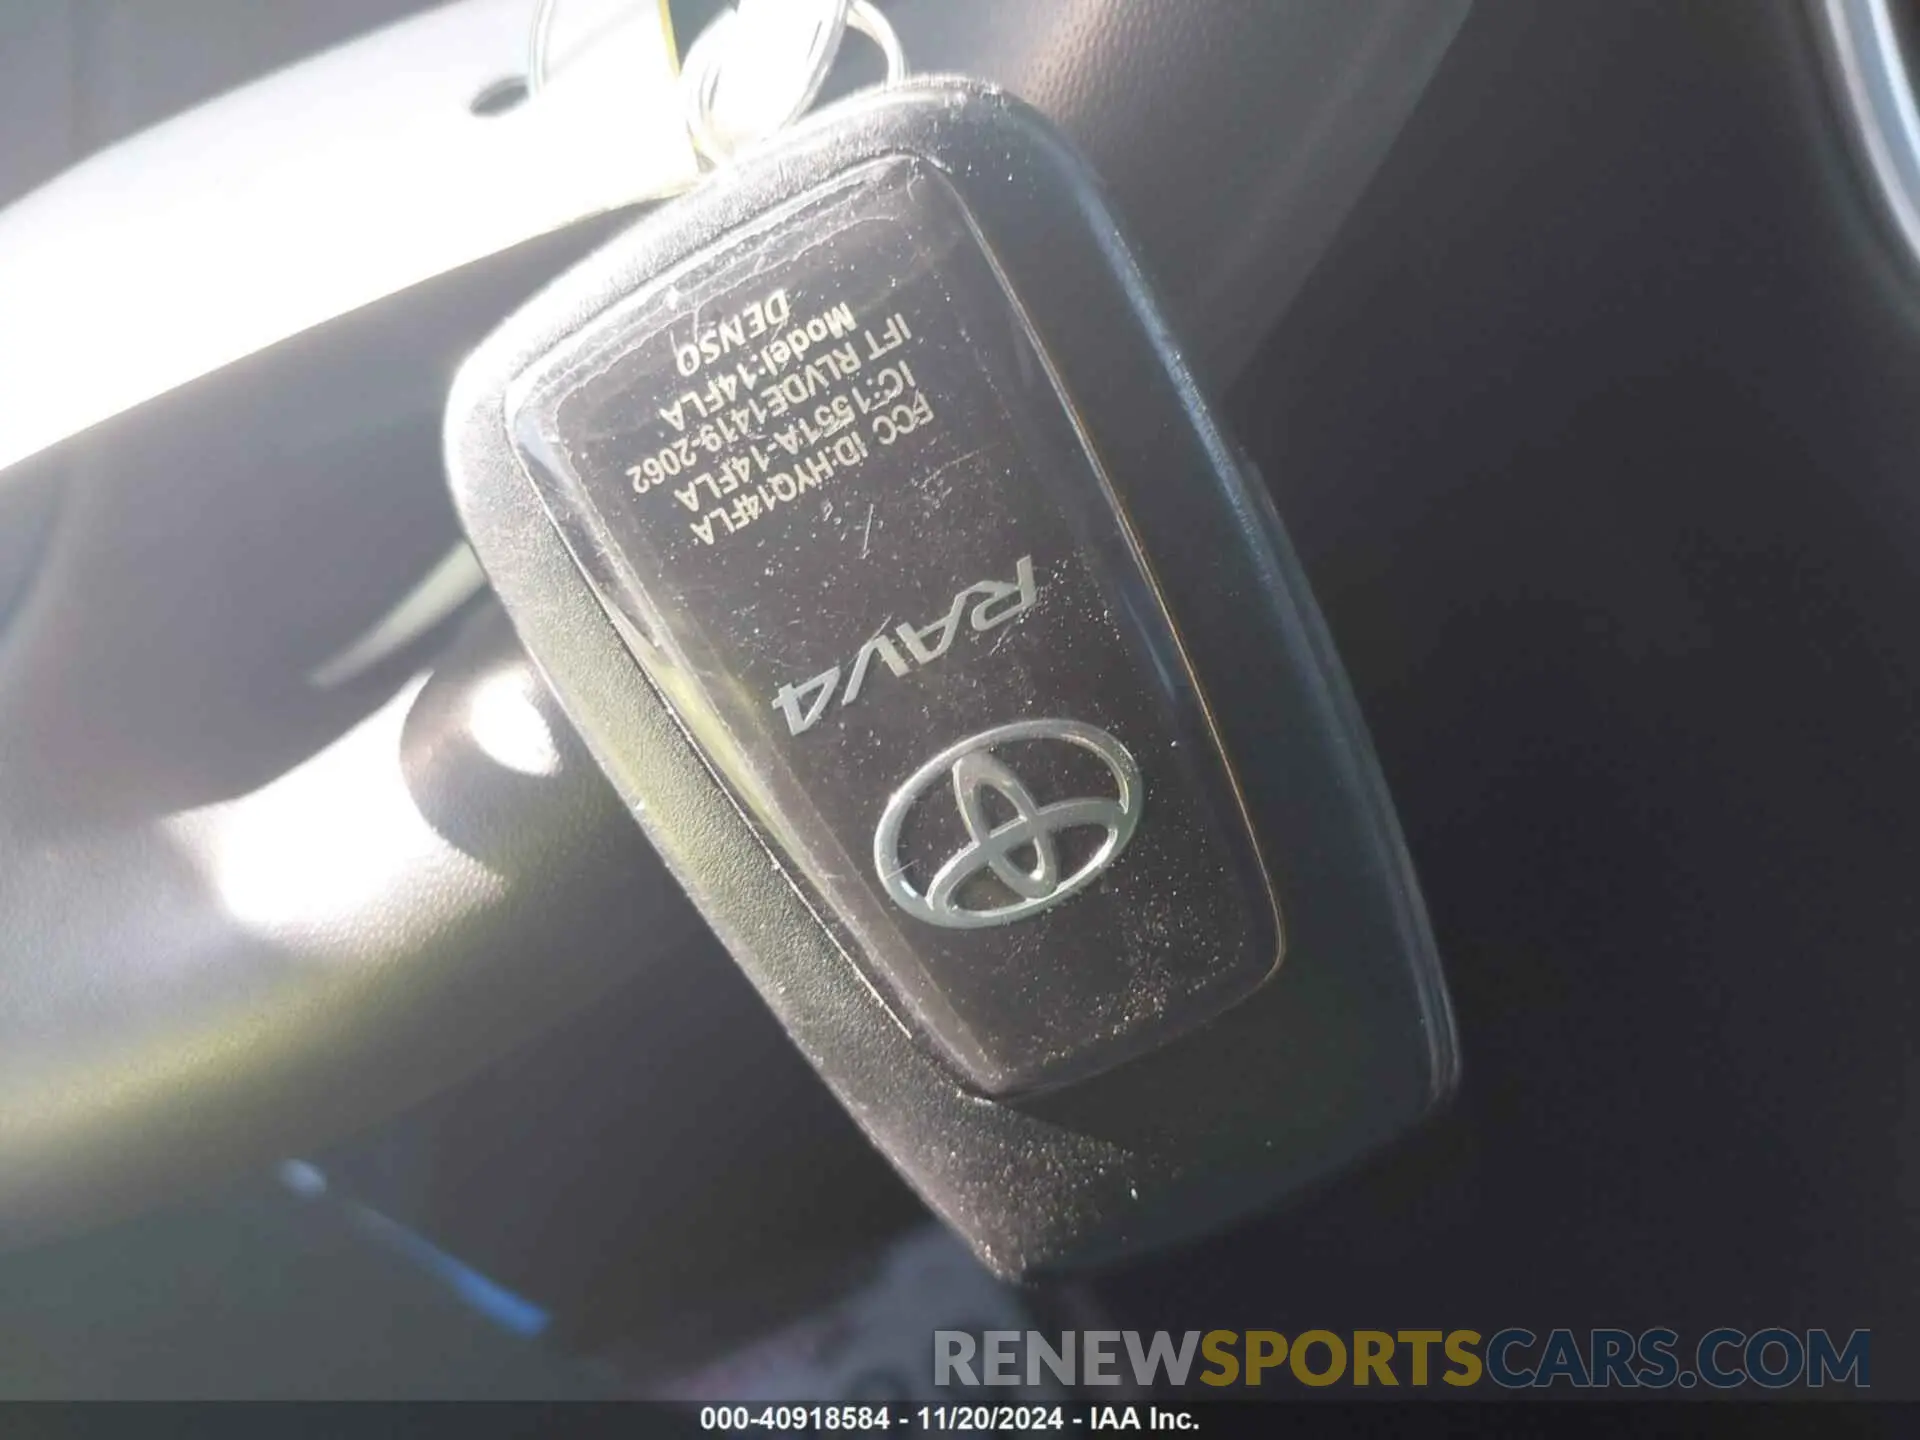 RAV4
FCC ID:HYQ14FLA
IC:1551A-14FLA
IFT RLVDE1419-2062
Model:14FLA
DENSO
RENEWSPORTSCARS.COM
000-40918584 - 11/20/2024 - IAA Inc.